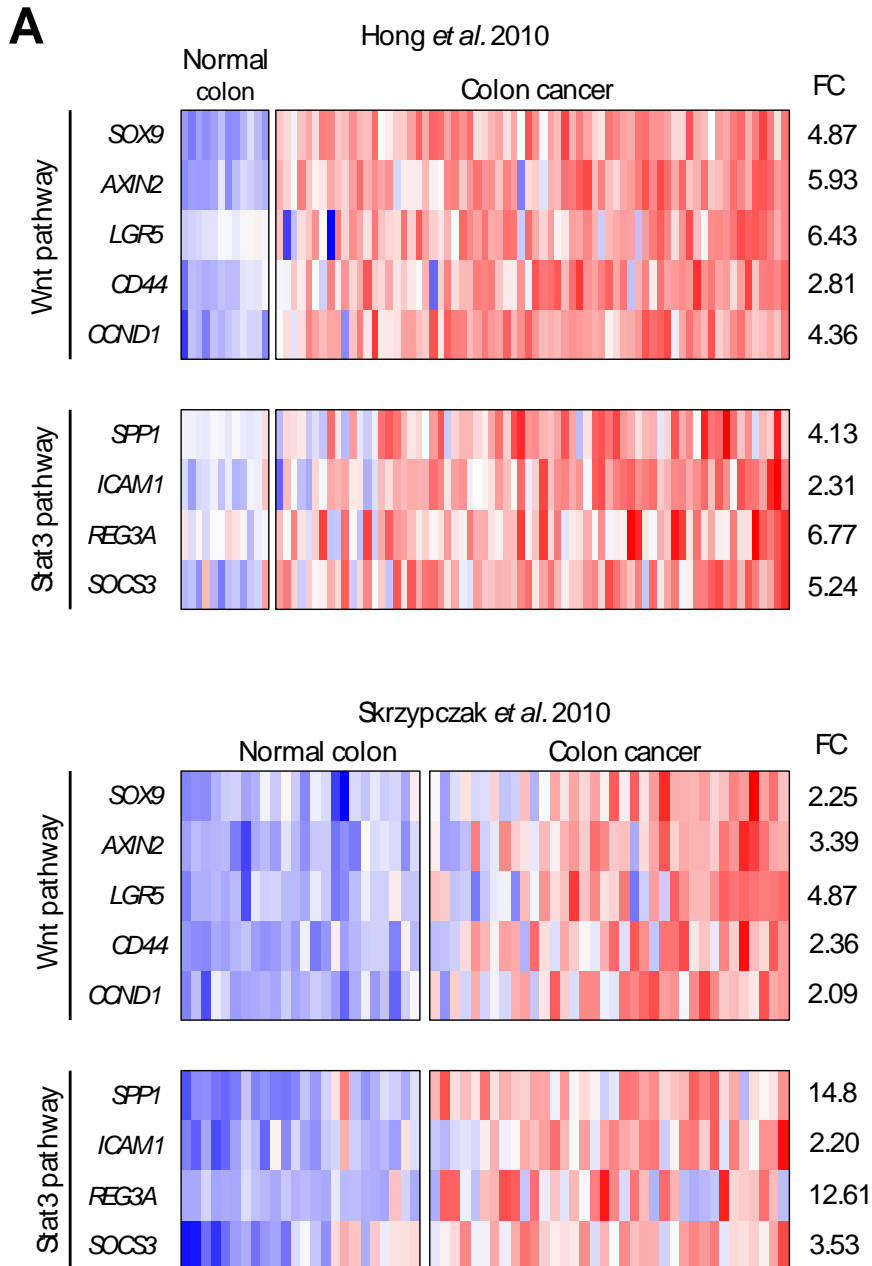 A
Hong et al. 2010
Normal colon
Colon cancer
FC
Wnt pathway
SOX9 4.87
AXIN2 5.93
LGR5 6.43
CD44 2.81
CCND1 4.36
Stat3 pathway
SPP1 4.13
ICAM1 2.31
REG3A 6.77
SOCS3 5.24
Skrzypczak et al. 2010
Normal colon
Colon cancer
FC
Wnt pathway
SOX9 2.25
AXIN2 3.39
LGR5 4.87
CD44 2.36
CCND1 2.09
Stat3 pathway
SPP1 14.8
ICAM1 2.20
REG3A 12.61
SOCS3 3.53